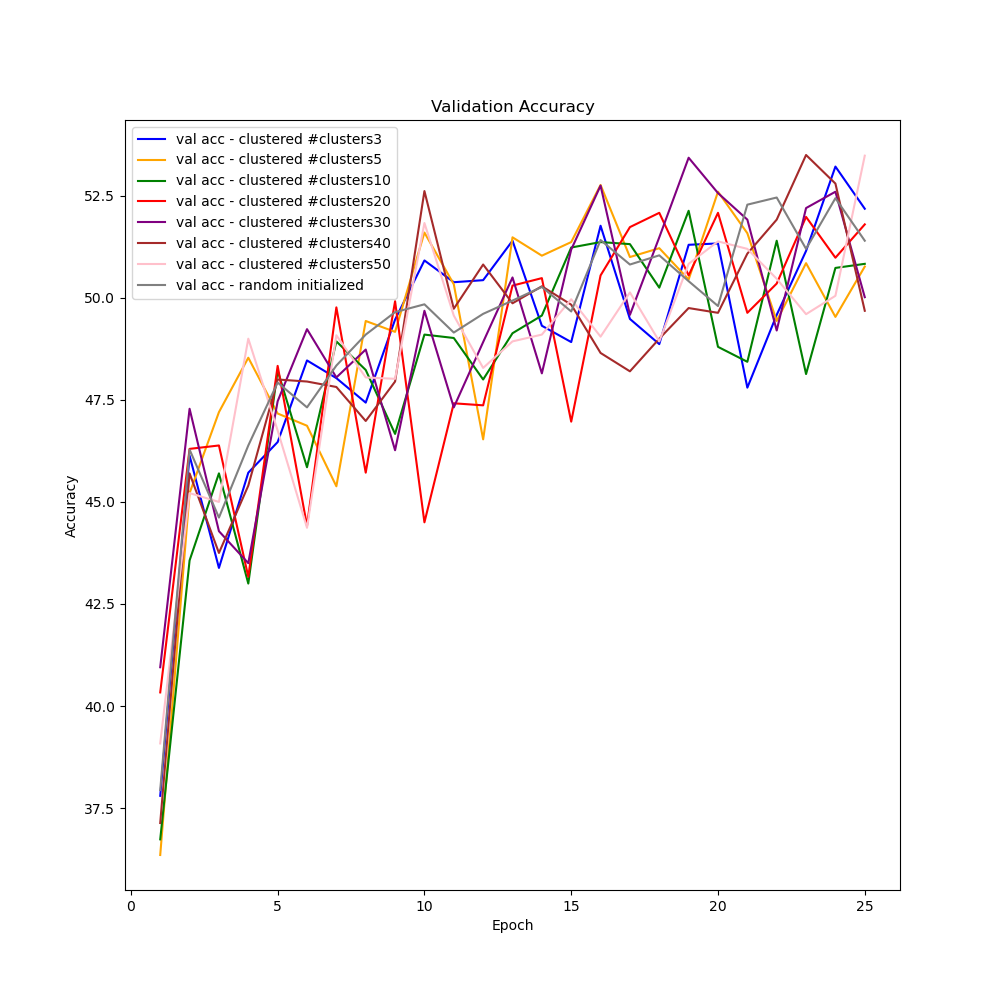 Validation Accuracy
val acc - clustered #clusters3
val acc - clustered #clusters5
val acc - clustered #clusters10
val acc - clustered #clusters20
val acc - clustered #clusters30
val acc - clustered #clusters40
val acc - clustered #clusters50
val acc - random initialized
52.5
50.0
47.5
45.0
42.5
40.0
37.5
Accuracy
0 5 10 15 20 25
Epoch